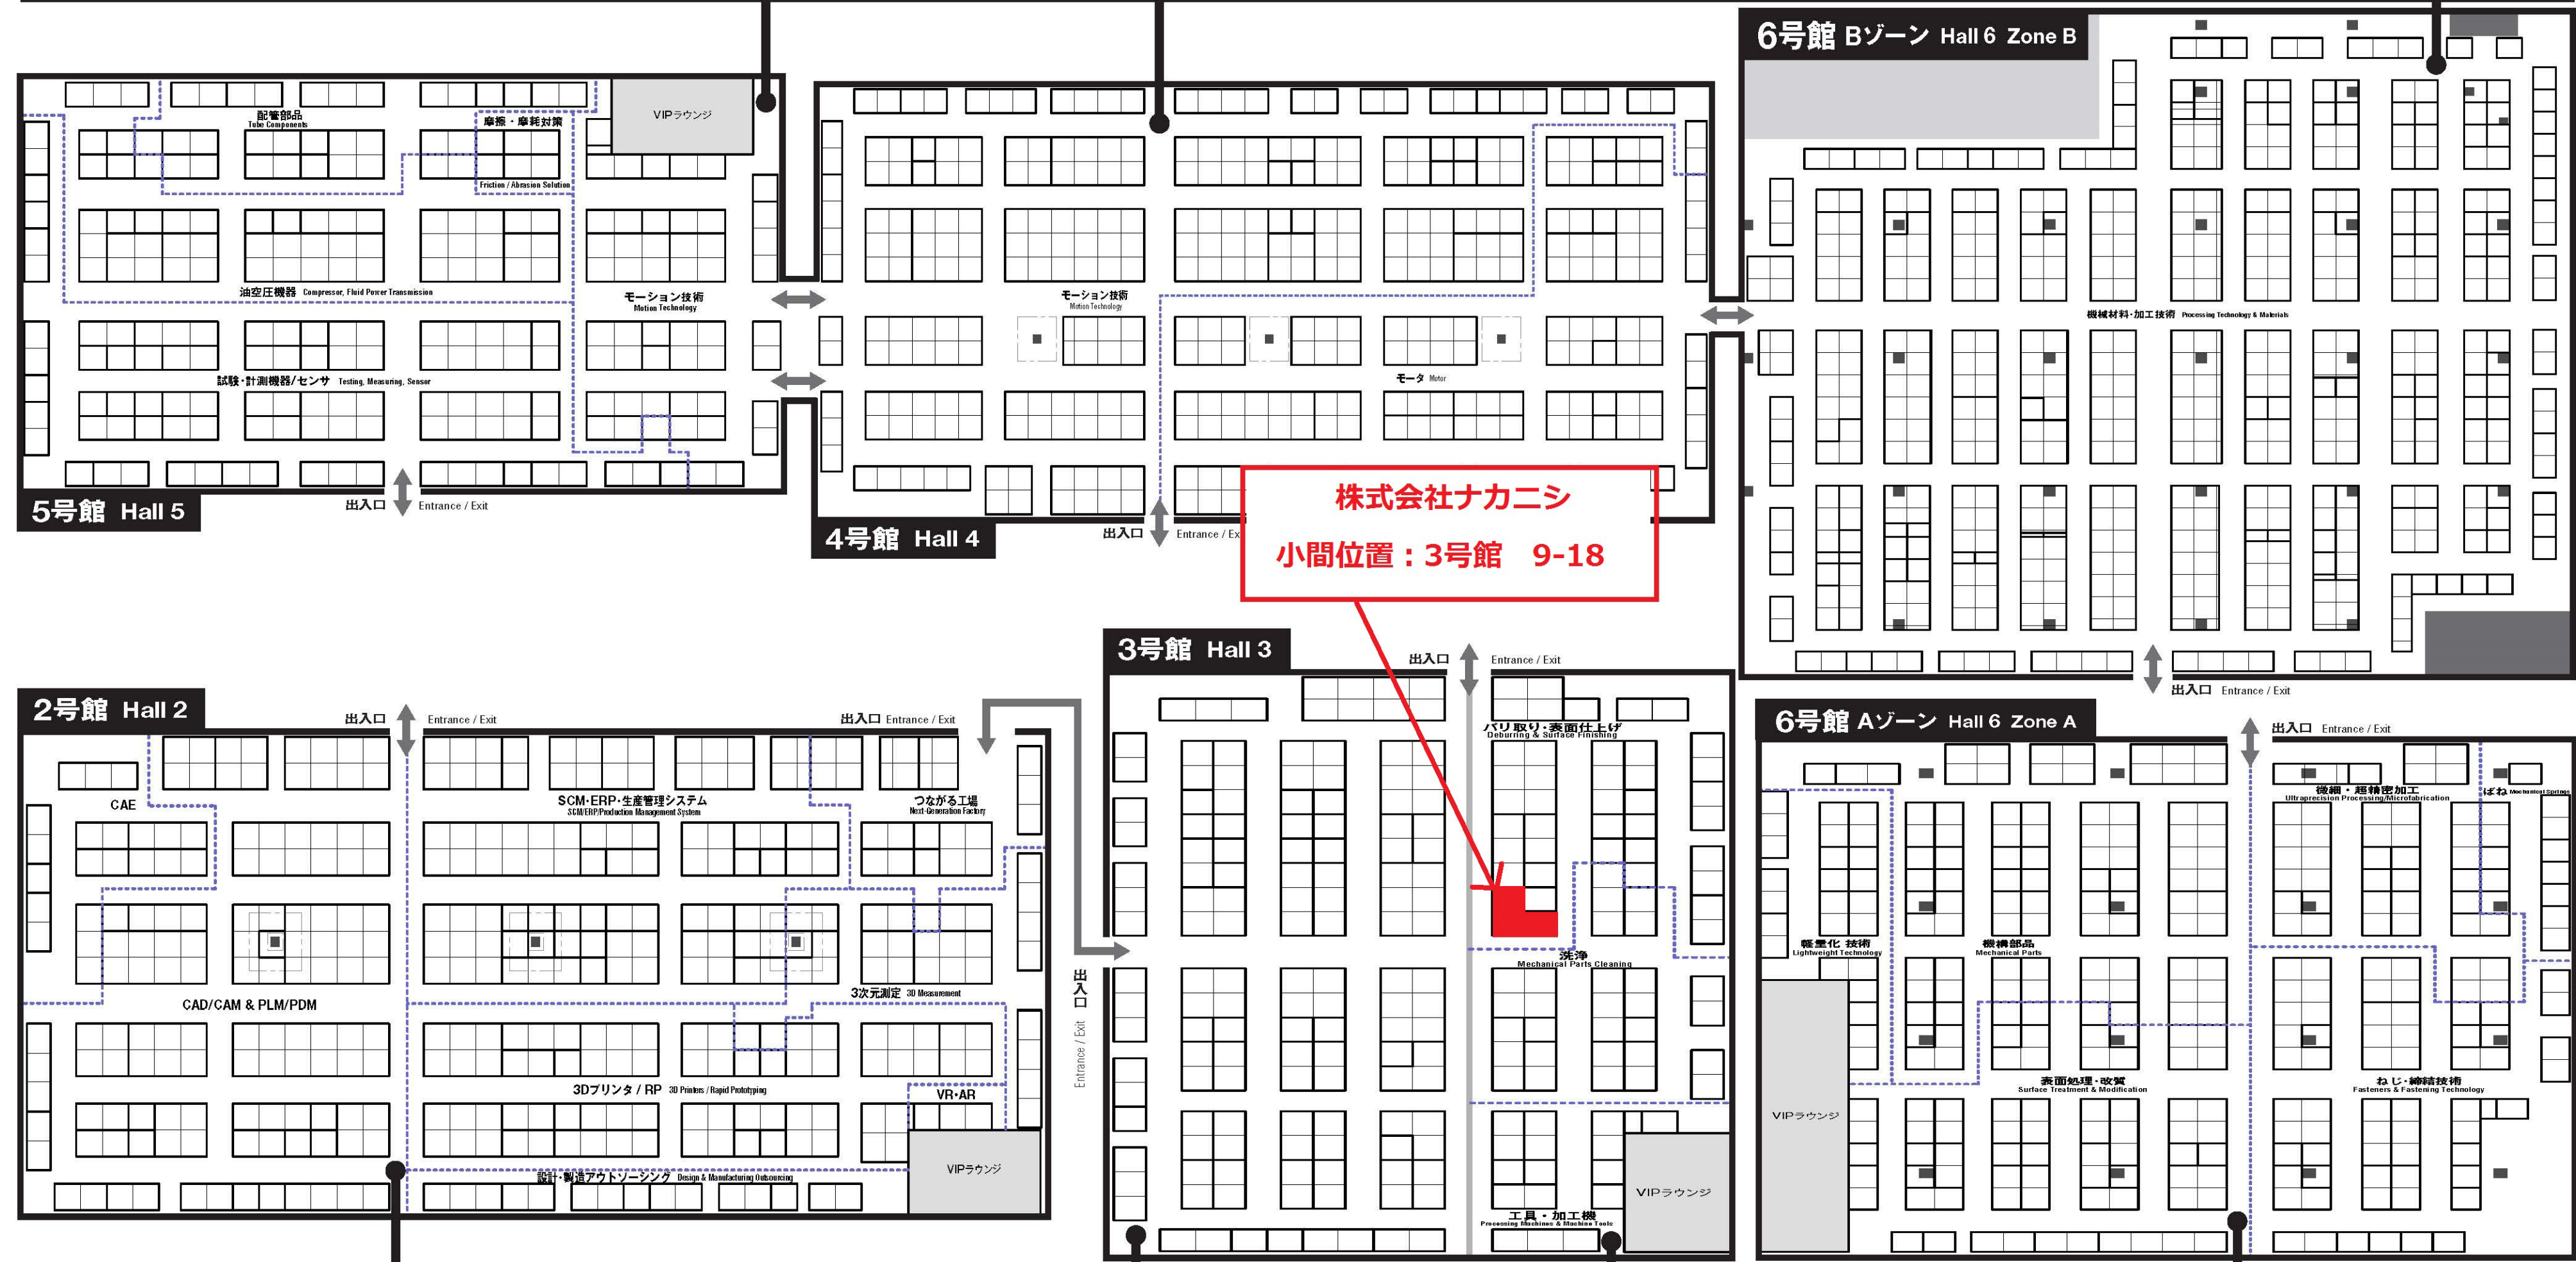 6号館 Bゾーン Hall 6 Zone B
配管部品
Tube Components
摩擦・摩耗対策
Friction / Abrasion Solution
VIPラウンジ
油空圧機器 Compressor, Fluid Power Transmission
モーション技術
Motion Technology
モーション技術
Motion Technology
機械材料・加工技術 Processing Technology & Materials
試験・計測機器/センサ Testing, Measuring, Sensor
モータ Motor
5号館 Hall 5
出入口 Entrance / Exit
4号館 Hall 4
出入口 Entrance / Ex
株式会社ナカニシ
小間位置：3号館 9-18
3号館 Hall 3
出入口 Entrance / Exit
出入口 Entrance / Exit
2号館 Hall 2
出入口 Entrance / Exit
出入口 Entrance / Exit
6号館 Aゾーン Hall 6 Zone A
出入口 Entrance / Exit
バリ取り・表面仕上げ
Deburring & Surface Finishing
CAE
SCM・ERP・生産管理システム
SCM/ERP/Production Management System
つながる工場
Next-Generation Factory
微細・超精密加工
Ultraprecision Processing/Microfabrication
ばね Mechanical Springs
軽量化 技術
Lightweight Technology
機構部品
Mechanical Parts
洗浄
Mechanical Parts Cleaning
出入口 Entrance / Exit
CAD/CAM & PLM/PDM
3次元測定 3D Measurement
3Dプリンタ / RP 3D Printers / Rapid Prototyping
VR・AR
表面処理・改質
Surface Treatment & Modification
ねじ・締結技術
Fasteners & Fastening Technology
VIPラウンジ
VIPラウンジ
設計・製造アウトソーシング Design & Manufacturing Outsourcing
VIPラウンジ
工具・加工機
Processing Machines & Machine Tools